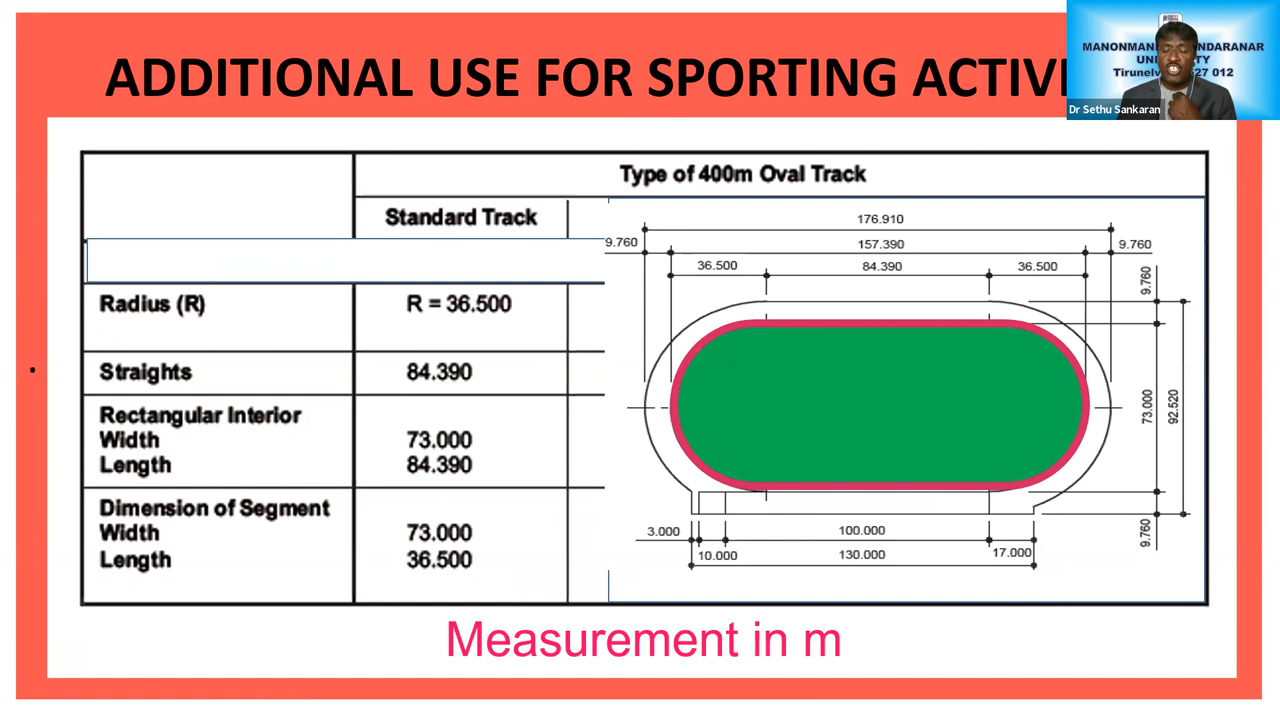 ADDITIONAL USE FOR SPORTING
Dr Sethu Sankaran
Tirunelv 627 012
Type of 400m Oval Track
Standard Track
Radius (R) R = 36.500
Straights 84.390
Rectangular Interior
Width 73.000
Length 84.390
Dimension of Segment
Width 73.000
Length 36.500
176.910
9.760 157.390 9.760
36.500 84.390 36.500
9.760
73.000
92.520
9.760
3.000 100.000
10.000 130.000 17.000
Measurement in m